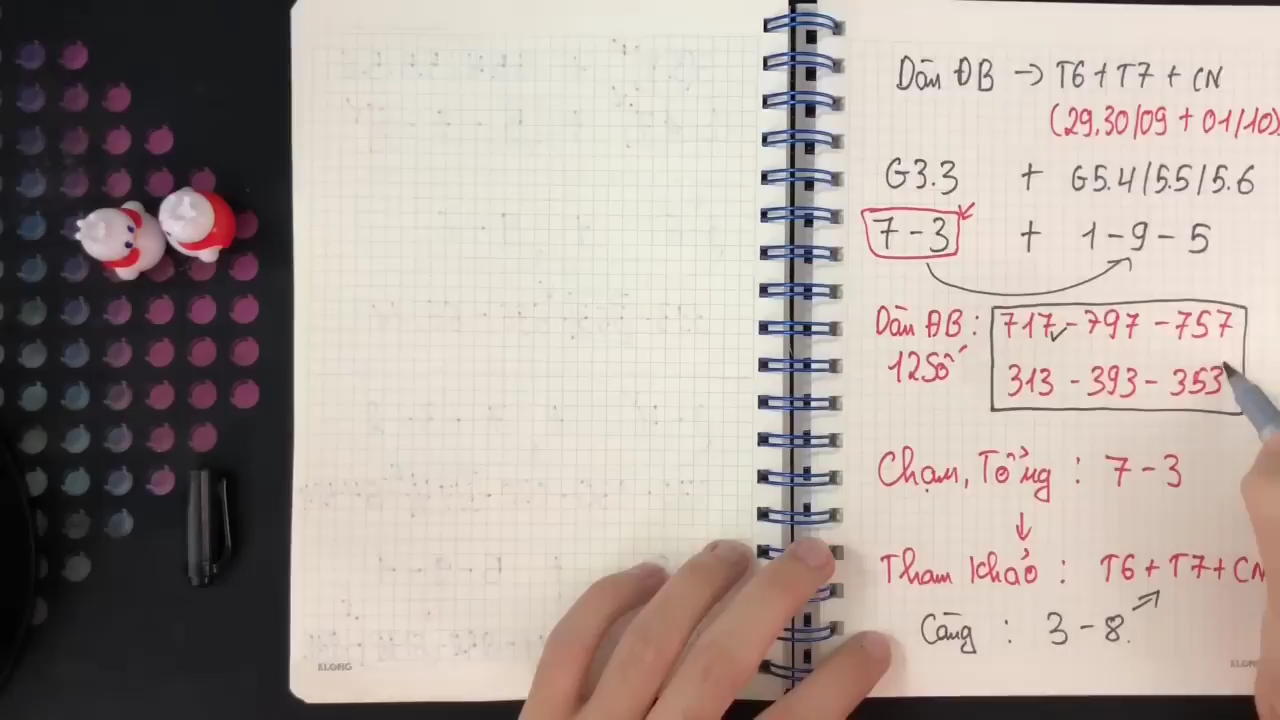 Dàn ĐB → T6 + T7 + CN
(29,30/09 + 01/10)
G3.3 + G5.4/5.5/5.6
7 - 3 + 1 - 9 - 5
Dàn ĐB: 717 - 797 - 757
12 Số 313 - 393 - 353
Chạm, Tổng : 7 - 3
↓
Tham khảo : T6 + T7 + CN
Càng : 3 - 8.
KLONG